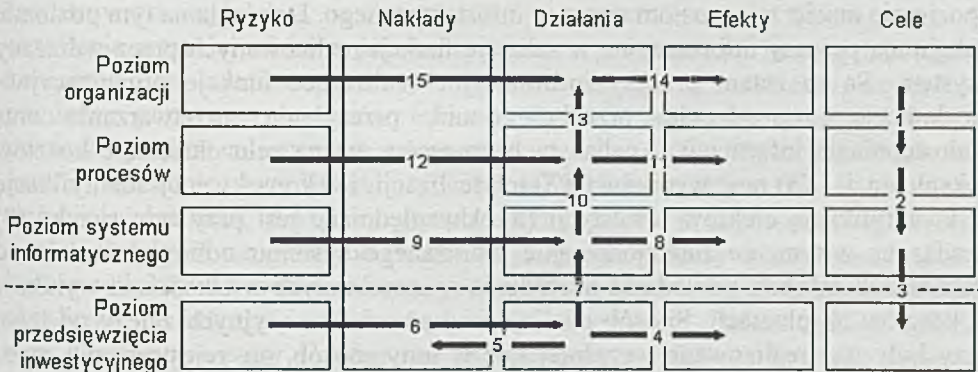 Ryzyko Nakłady Działania Efekty Cele
Poziom
organizacji
15 14
13 1
Poziom
procesów
12 11
10 2
Poziom systemu
informatycznego
9 8
7 3
Poziom
przedsięwzięcia
inwestycyjnego
6 4
5